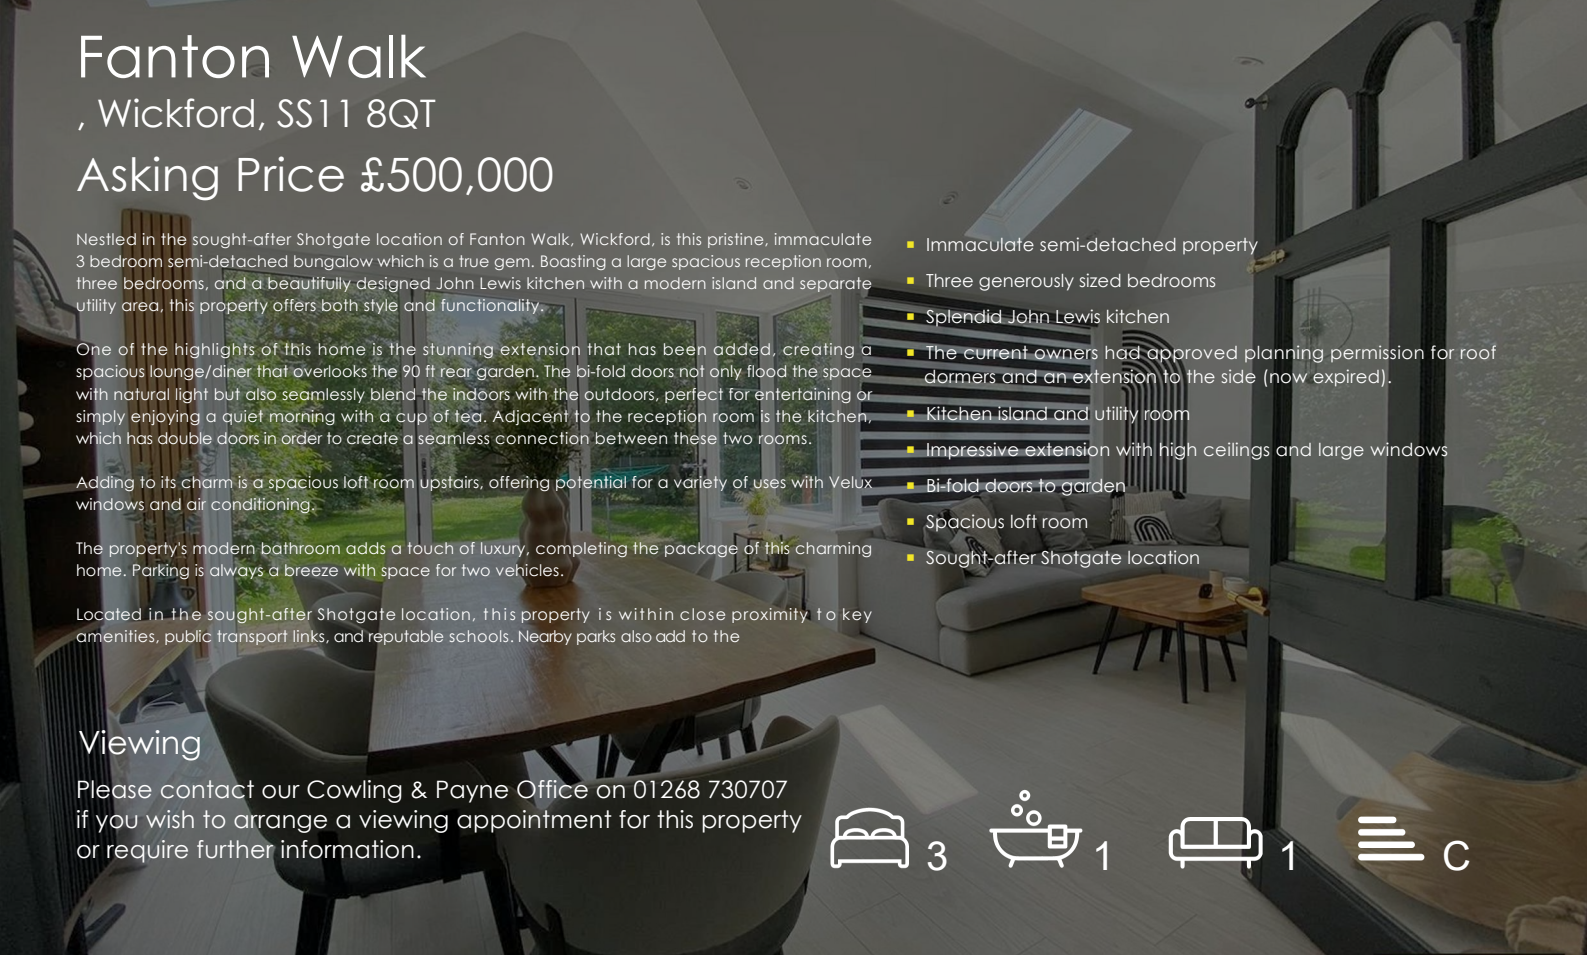 Fanton Walk
, Wickford, SS11 8QT
Asking Price £500,000
Nestled in the sought-after Shotgate location of Fanton Walk, Wickford, is this pristine, immaculate
3 bedroom semi-detached bungalow which is a true gem. Boasting a large spacious reception room,
three bedrooms, and a beautifully designed John Lewis kitchen with a modern island and separate
utility area, this property offers both style and functionality.
One of the highlights of this home is the stunning extension that has been added, creating a
spacious lounge/diner that overlooks the 90 ft rear garden. The bi-fold doors not only flood the space
with natural light but also seamlessly blend the indoors with the outdoors, perfect for entertaining or
simply enjoying a quiet morning with a cup of tea. Adjacent to the reception room is the kitchen,
which has double doors in order to create a seamless connection between these two rooms.
Adding to its charm is a spacious loft room upstairs, offering potential for a variety of uses with Velux
windows and air conditioning.
The property's modern bathroom adds a touch of luxury, completing the package of this charming
home. Parking is always a breeze with space for two vehicles.
Located in the sought-after Shotgate location, this property is within close proximity to key
amenities, public transport links, and reputable schools. Nearby parks also add to the
Immaculate semi-detached property
Three generously sized bedrooms
Splendid John Lewis kitchen
The current owners had approved planning permission for roof
dormers and an extension to the side (now expired).
Kitchen island and utility room
Impressive extension with high ceilings and large windows
Bi-fold doors to garden
Spacious loft room
Sought-after Shotgate location
Viewing
Please contact our Cowling & Payne Office on 01268 730707
if you wish to arrange a viewing appointment for this property
or require further information.
3 1 1 C